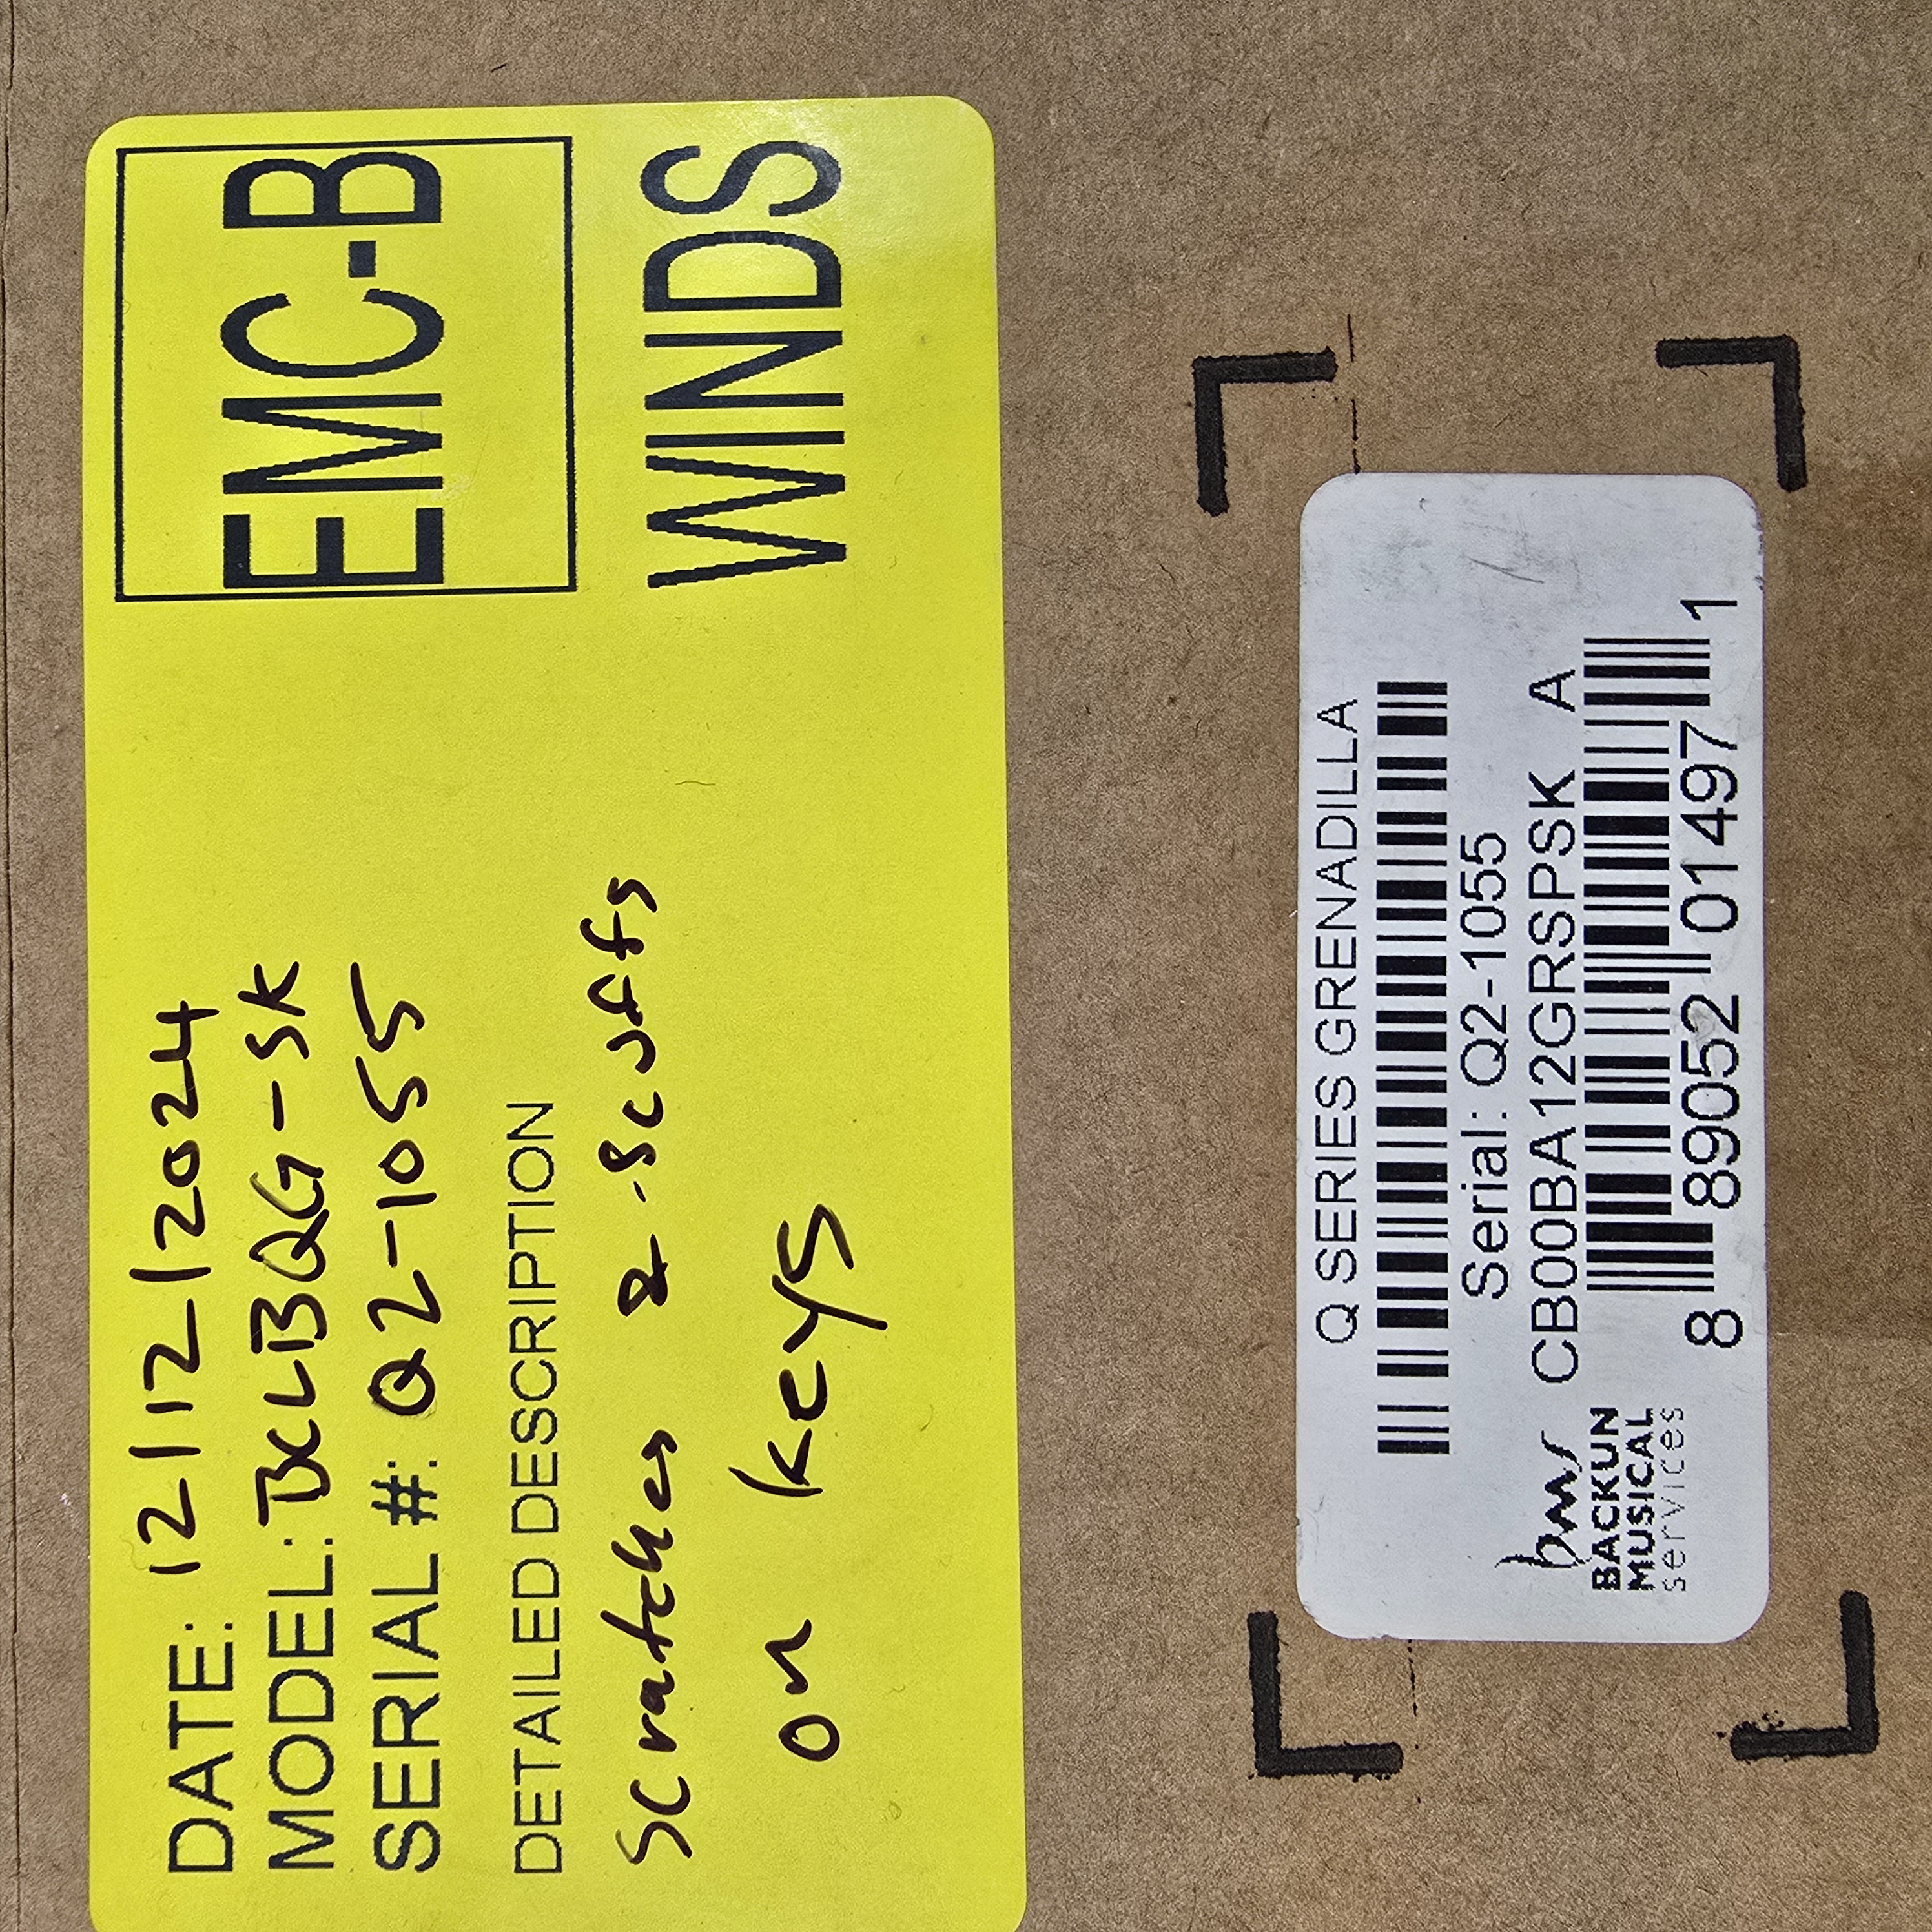 EMC-B
WINDS
DATE: 12/12/2024
MODEL: BCLBQG-SK
SERIAL #: Q2-1055
DETAILED DESCRIPTION
scratches & scuffs
on keys
Q SERIES GRENADILLA
Serial: Q2-1055
CB00BA12GRSPSK A
8 89052 01497 1
bms
BACKUN
MUSICAL
services